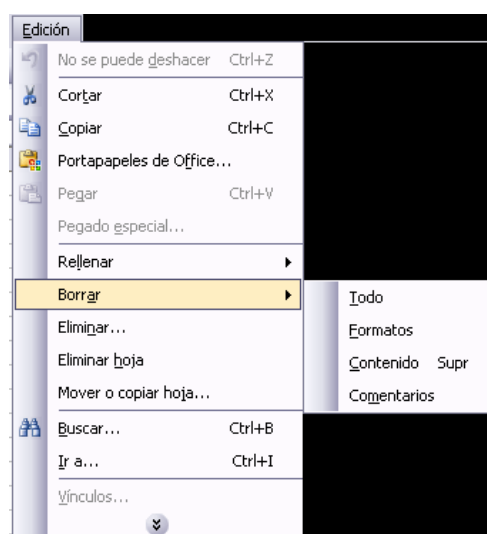 Edición
No se puede deshacer Ctrl+Z
Cortar Ctrl+X
Copiar Ctrl+C
Portapapeles de Office...
Pegar Ctrl+V
Pegado especial...
Rellenar
Borrar
Todo
Formatos
Contenido Supr
Comentarios
Eliminar...
Eliminar hoja
Mover o copiar hoja...
Buscar... Ctrl+B
Ir a... Ctrl+I
Vínculos...